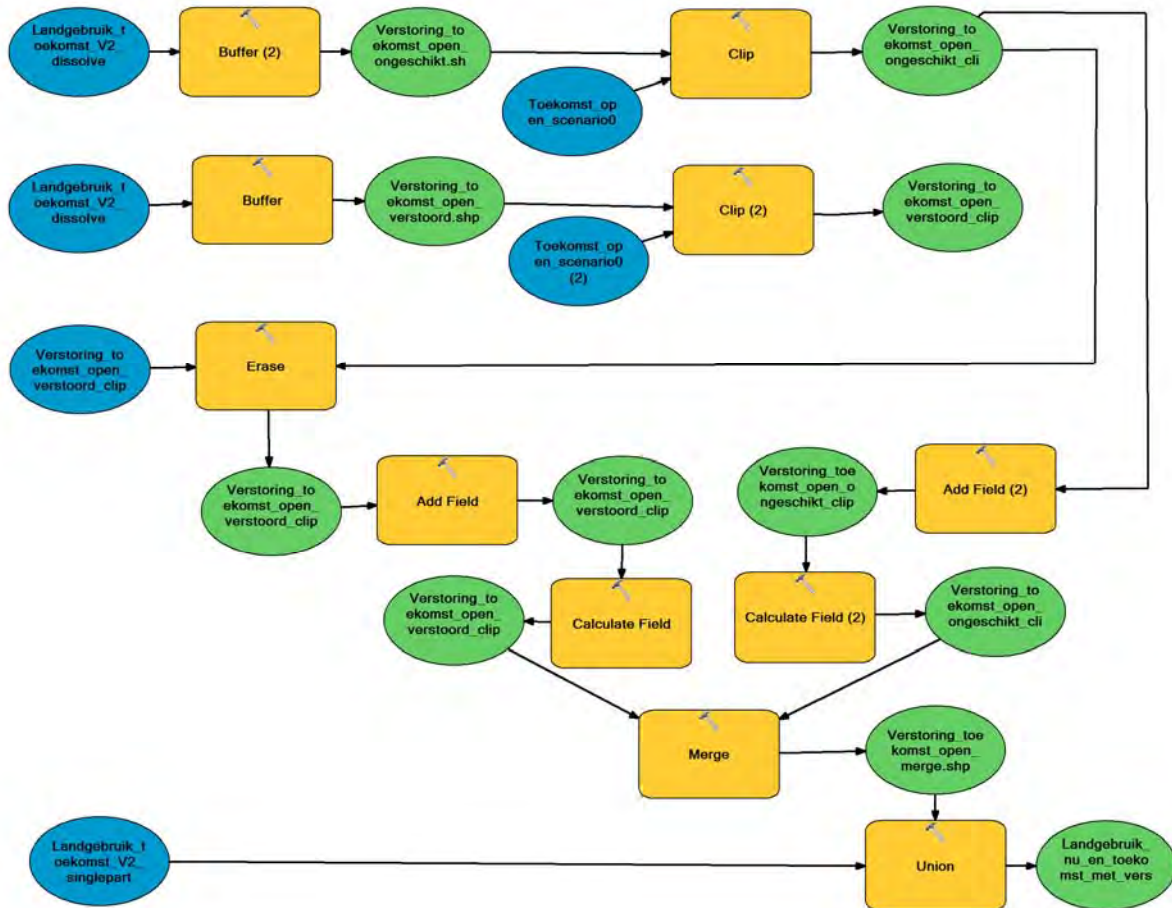 Landgebruik_t
oekomst_V2_
dissolve
Buffer (2)
Verstoring_to
ekomst_open_
ongeschikt.sh
Clip
Verstoring_to
ekomst_open_
ongeschikt_cli
Toekomst_op
en_scenario0
Landgebruik_t
oekomst_V2_
dissolve
Buffer
Verstoring_to
ekomst_open_
verstoord.shp
Clip (2)
Verstoring_to
ekomst_open_
verstoord_clip
Toekomst_op
en_scenario0
(2)
Verstoring_to
ekomst_open_
verstoord_clip
Erase
Verstoring_to
ekomst_open_
verstoord_clip
Add Field
Verstoring_to
ekomst_open_
verstoord_clip
Verstoring_toe
komst_open_o
ngeschikt_clip
Add Field (2)
Verstoring_to
ekomst_open_
verstoord_clip
Calculate Field
Calculate Field (2)
Verstoring_to
ekomst_open_
ongeschikt_cli
Merge
Verstoring_toe
komst_open_
merge.shp
Landgebruik_t
oekomst_V2_
singlepart
Union
Landgebruik_
nu_en_toeko
mst_met_vers